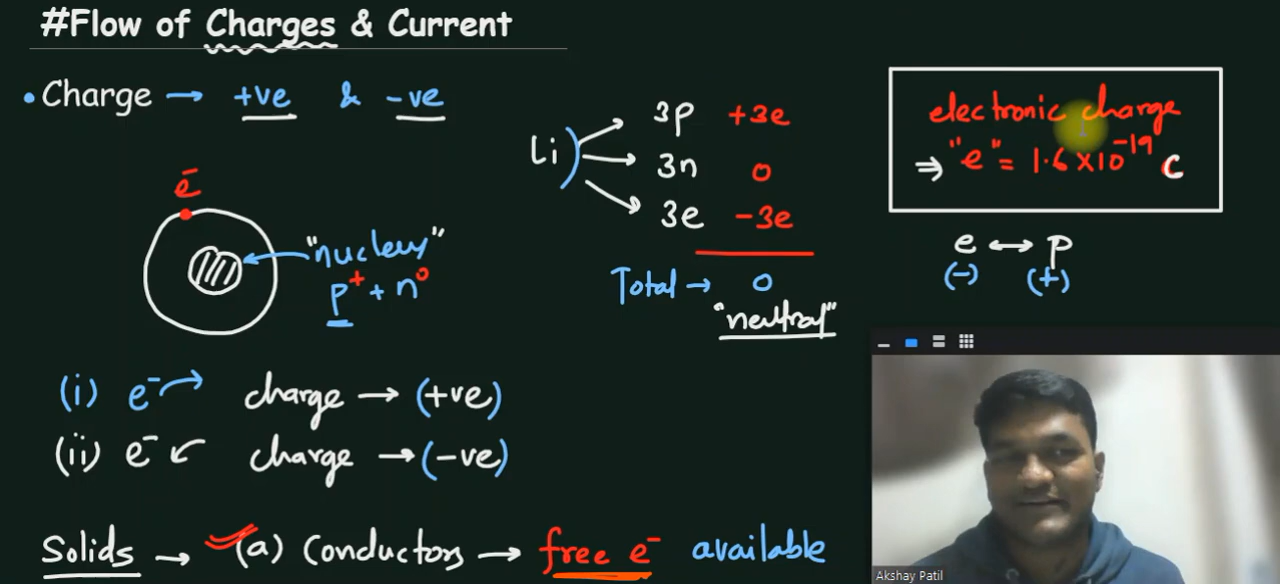 #Flow of Charges & Current
• Charge → +ve & -ve
e⁻
"nucleus"
p⁺ + n⁰
Li
3p +3e
3n 0
3e -3e
Total → 0
"neutral"
electronic charge
⇒ "e" = 1.6 × 10⁻¹⁹ C
e ↔ p
(-) (+)
(i) e⁻ charge → (+ve)
(ii) e⁻ charge → (-ve)
Solids → (a) Conductors → free e⁻ available
Akshay Patil